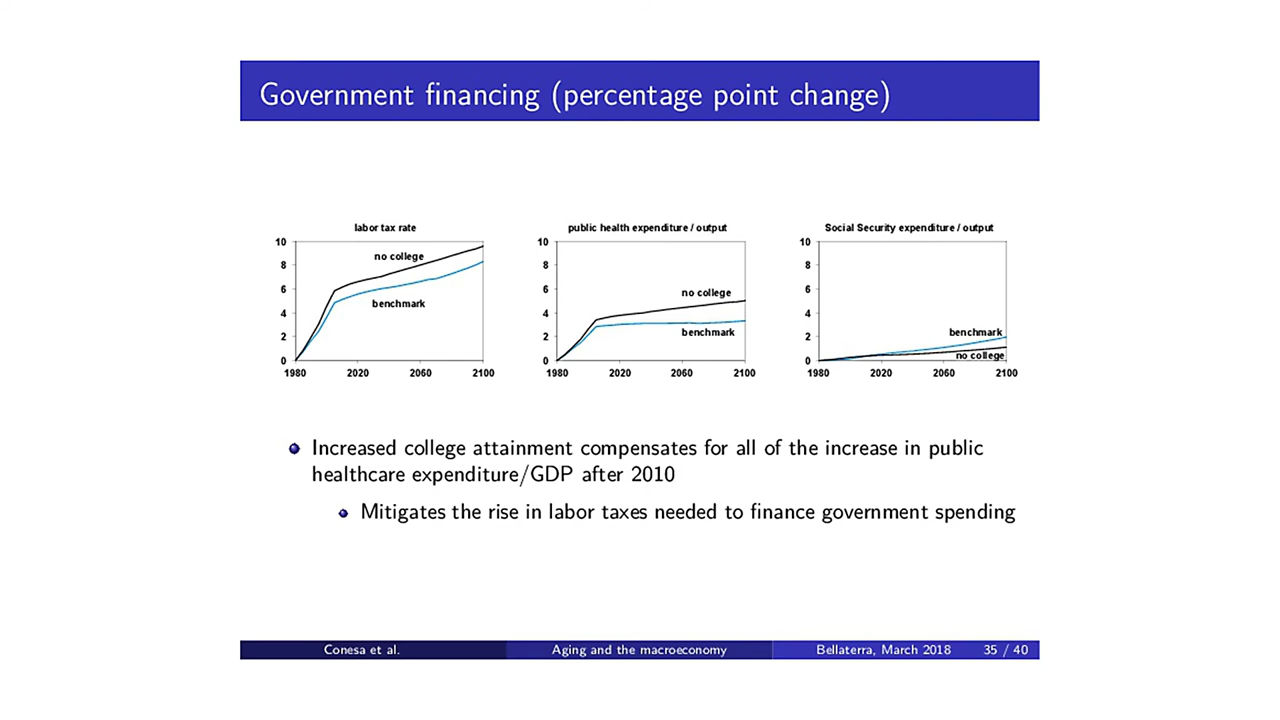 Government financing (percentage point change)
labor tax rate
10
8
6
4
2
0
no college
benchmark
1980 2020 2060 2100
public health expenditure / output
10
8
6
4
2
0
no college
benchmark
1980 2020 2060 2100
Social Security expenditure / output
10
8
6
4
2
0
benchmark
no college
1980 2020 2060 2100
Increased college attainment compensates for all of the increase in public
healthcare expenditure/GDP after 2010
Mitigates the rise in labor taxes needed to finance government spending
Conesa et al. Aging and the macroeconomy Bellaterra, March 2018 35 / 40